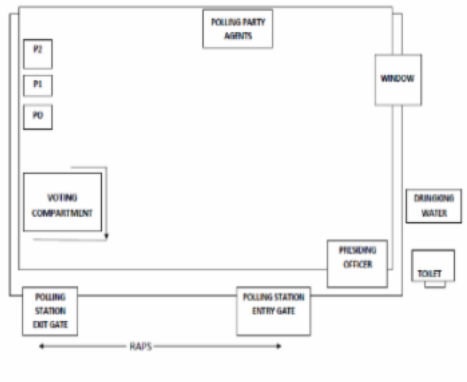 POLLING PARTY
AGENTS
P2
P1
PO
WINDOW
VOTING
COMPARTMENT
DRINGKING
WATER
PRESIDING
OFFICER
TOILET
POLLING
STATION
EXIT GATE
POLLING STATION
ENTRY GATE
RAPS